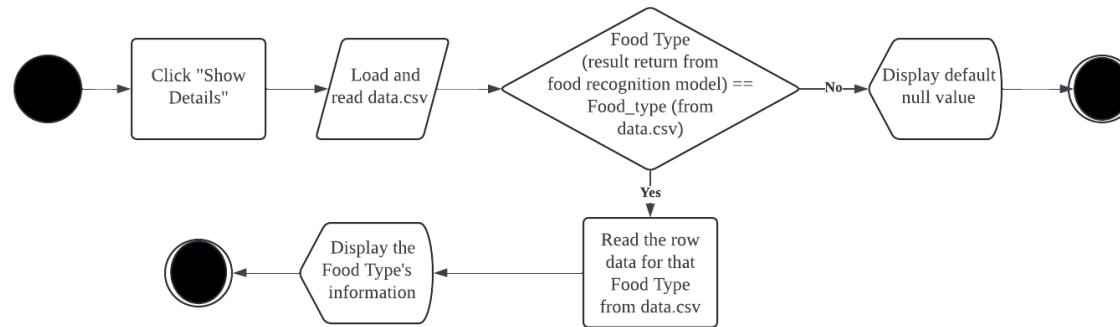 Click "Show
Details"
Load and
read data.csv
Food Type
(result return from
food recognition model) ==
Food_type (from
data.csv)
No
Display default
null value
Yes
Read the row
data for that
Food Type
from data.csv
Display the
Food Type's
information